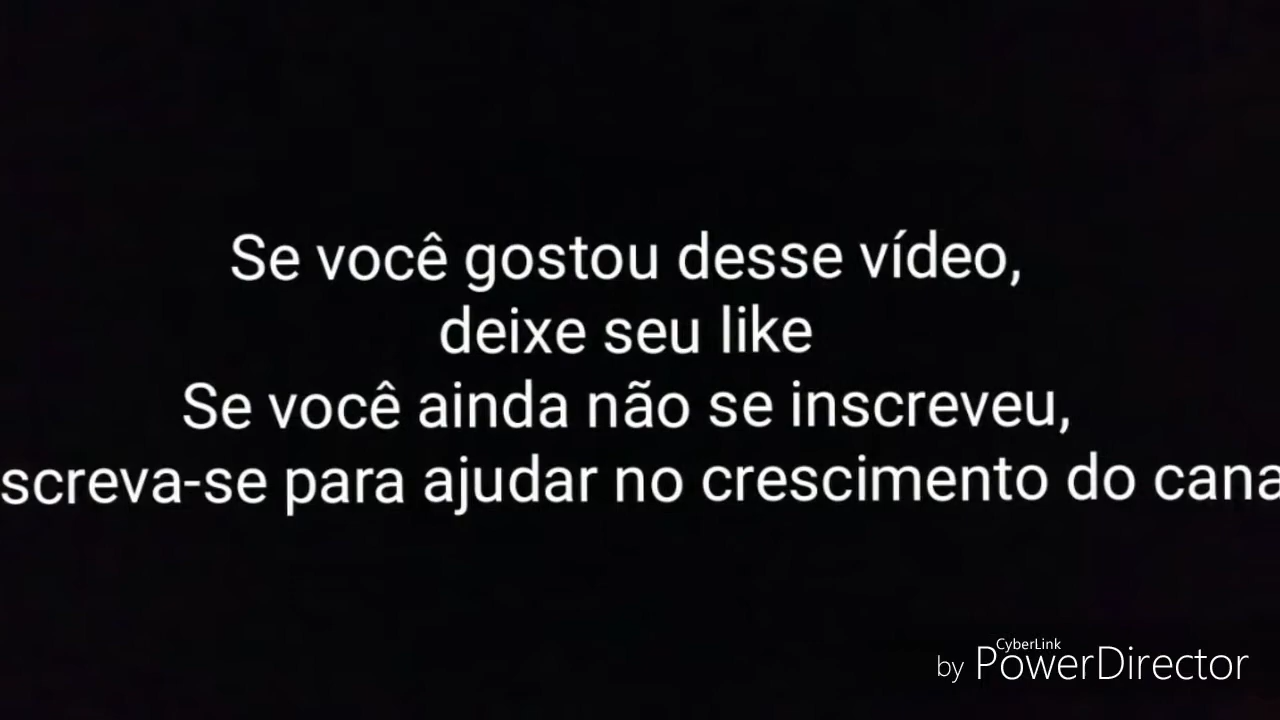 Se você gostou desse vídeo,
deixe seu like
Se você ainda não se inscreveu,
screva-se para ajudar no crescimento do cana
CyberLink
by PowerDirector